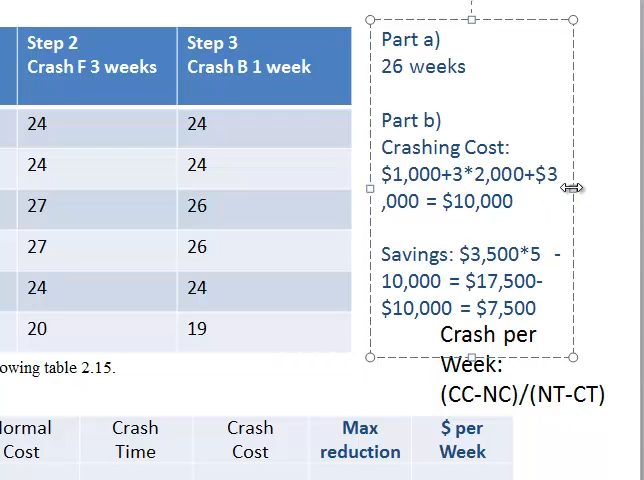 Step 2
Crash F 3 weeks
Step 3
Crash B 1 week
24
24
24
24
27
26
27
26
24
24
20
19
owing table 2.15.
Part a)
26 weeks
Part b)
Crashing Cost:
$1,000+3*2,000+$3
,000 = $10,000
Savings: $3,500*5 -
10,000 = $17,500-
$10,000 = $7,500
Crash per
Week:
(CC-NC)/(NT-CT)
ormal
Cost
Crash
Time
Crash
Cost
Max
reduction
$ per
Week